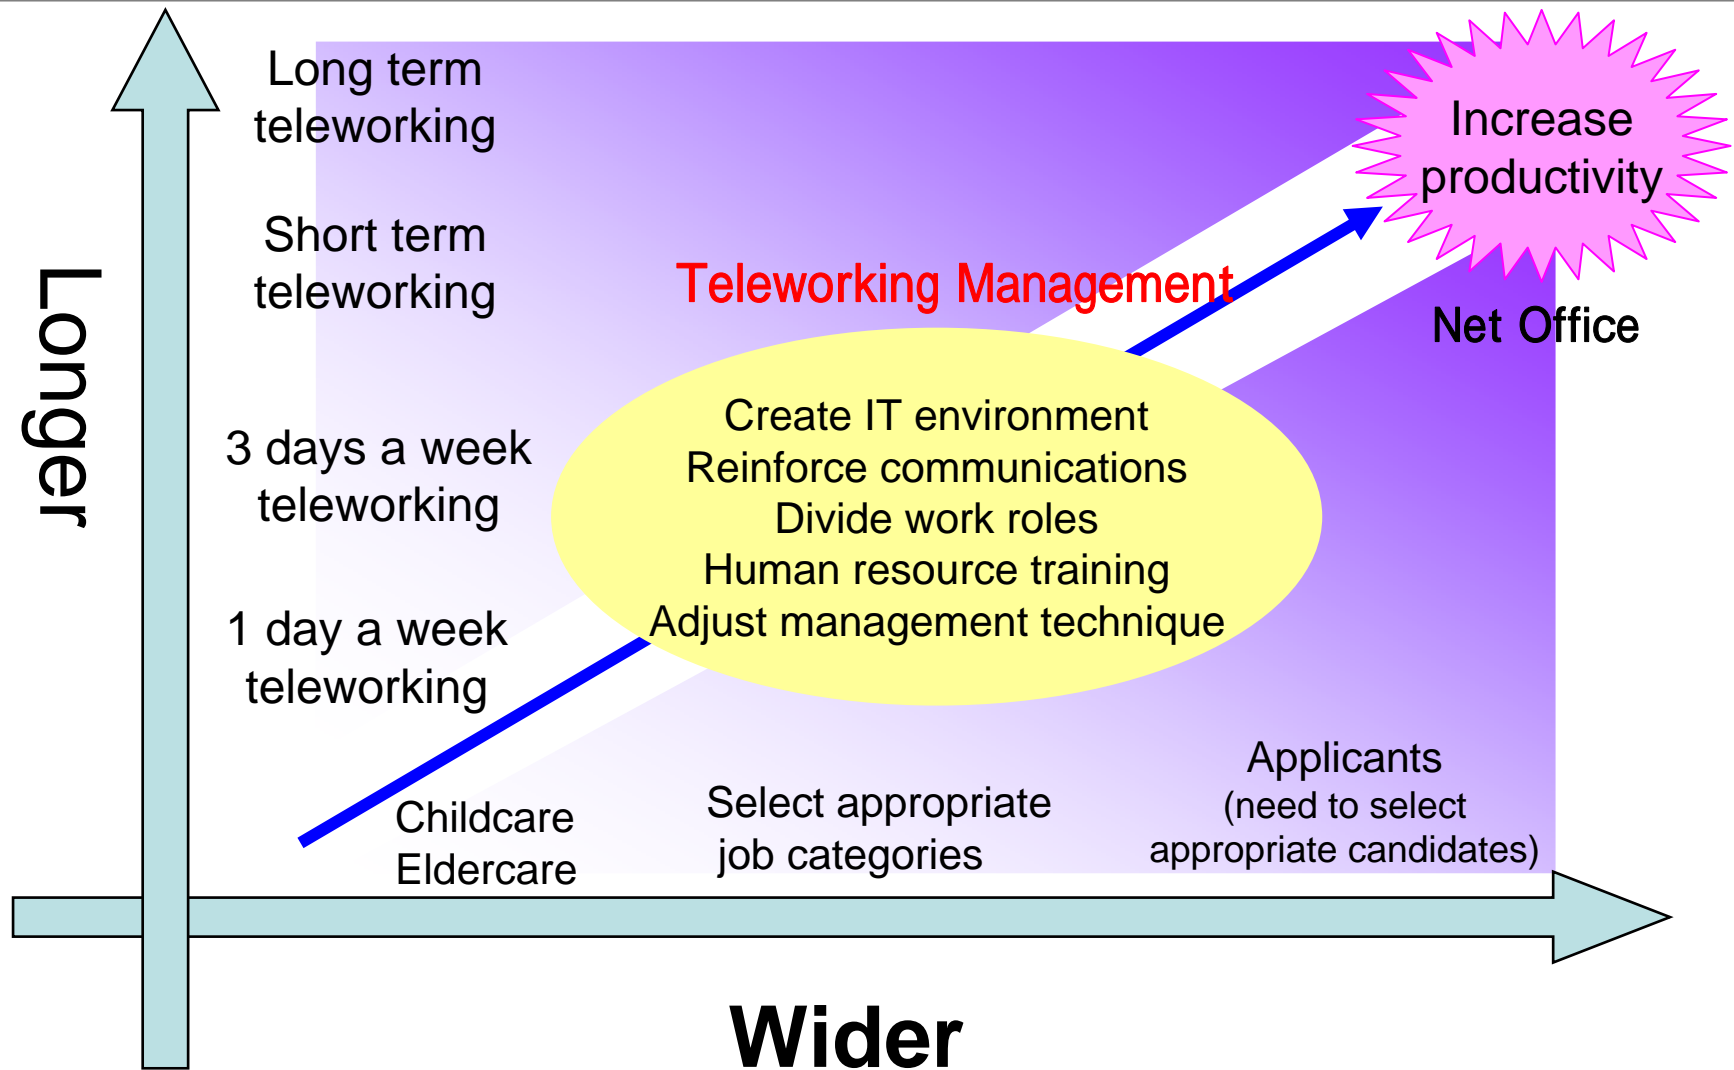 Long term
teleworking
Increase
productivity
Short term
teleworking
Teleworking Management
Net Office
Longer
Create IT environment
Reinforce communications
Divide work roles
Human resource training
Adjust management technique
3 days a week
teleworking
1 day a week
teleworking
Childcare
Eldercare
Select appropriate
job categories
Applicants
(need to select
appropriate candidates)
Wider